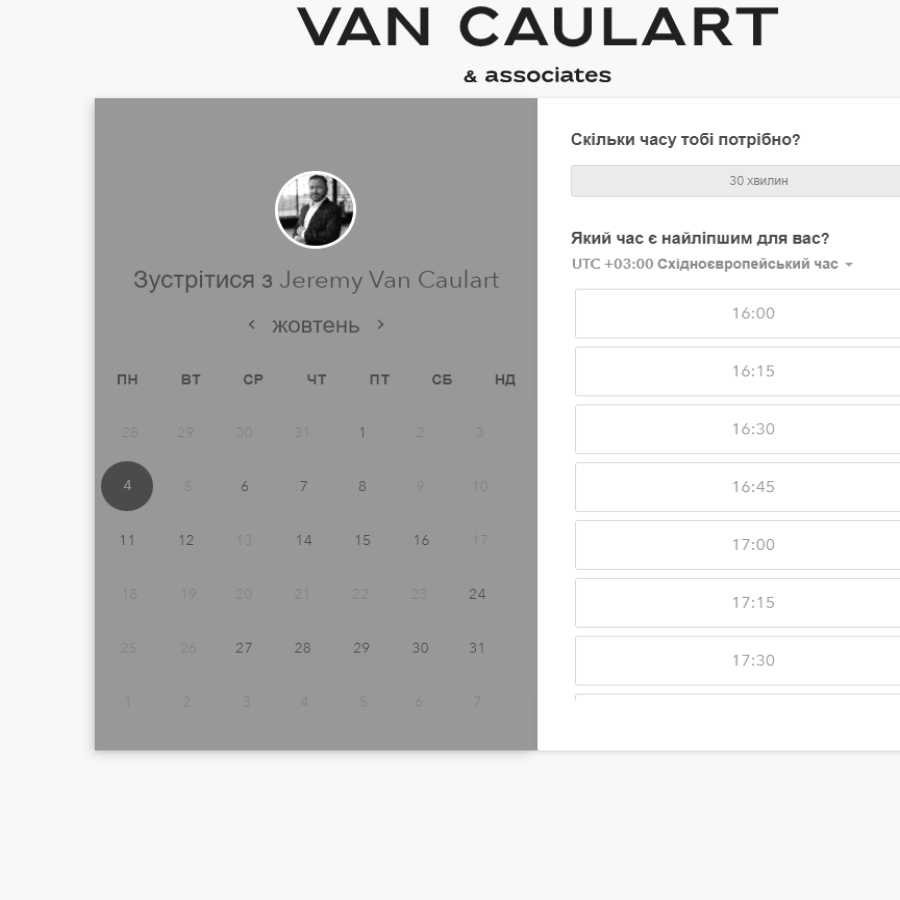 VAN CAULART
& associates
Зустрітися з Jeremy Van Caulart
жовтень
ПН ВТ СР ЧТ ПТ СБ НД
28 29 30 31 1 2 3
4 5 6 7 8 9 10
11 12 13 14 15 16 17
18 19 20 21 22 23 24
25 26 27 28 29 30 31
1 2 3 4 5 6 7
Скільки часу тобі потрібно?
30 хвилин
Який час є найліпшим для вас?
UTC +03:00 Східноєвропейський час
16:00
16:15
16:30
16:45
17:00
17:15
17:30